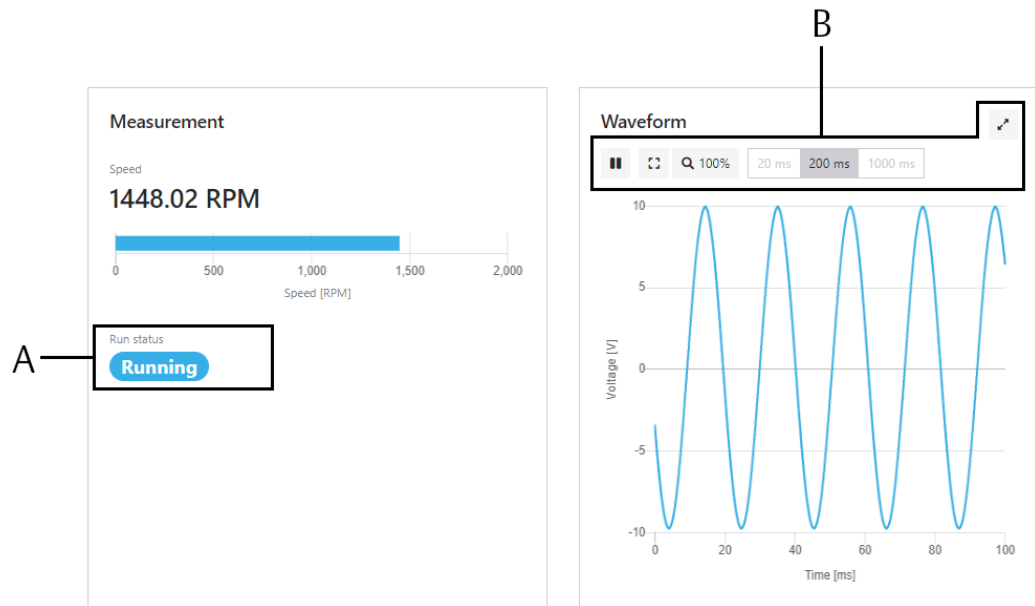 B
Measurement
Speed
1448.02 RPM
0 500 1,000 1,500 2,000
Speed [RPM]
A
Run status
Running
Waveform
100% 20 ms 200 ms 1000 ms
10
5
0
-5
-10
Voltage [V]
0 20 40 60 80 100
Time [ms]